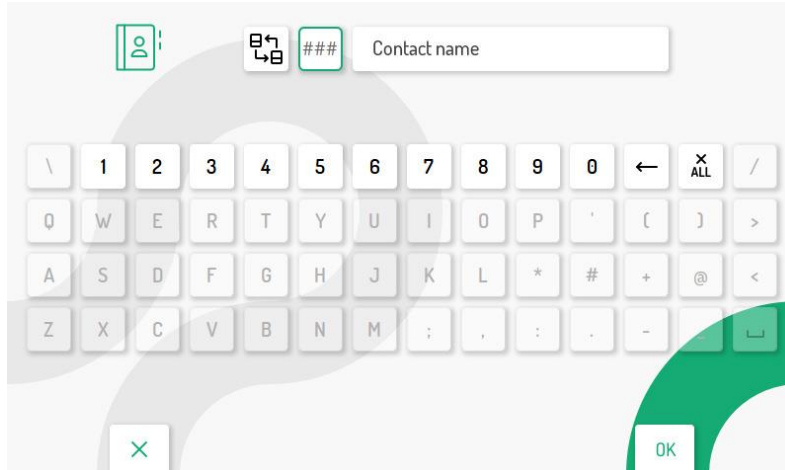 ### Contact name
\ 1 2 3 4 5 6 7 8 9 0 ← × ALL /
Q W E R T Y U I O P ' ( ) >
A S D F G H J K L * # + @ <
Z X C V B N M ; , : . - _ ␣
× OK